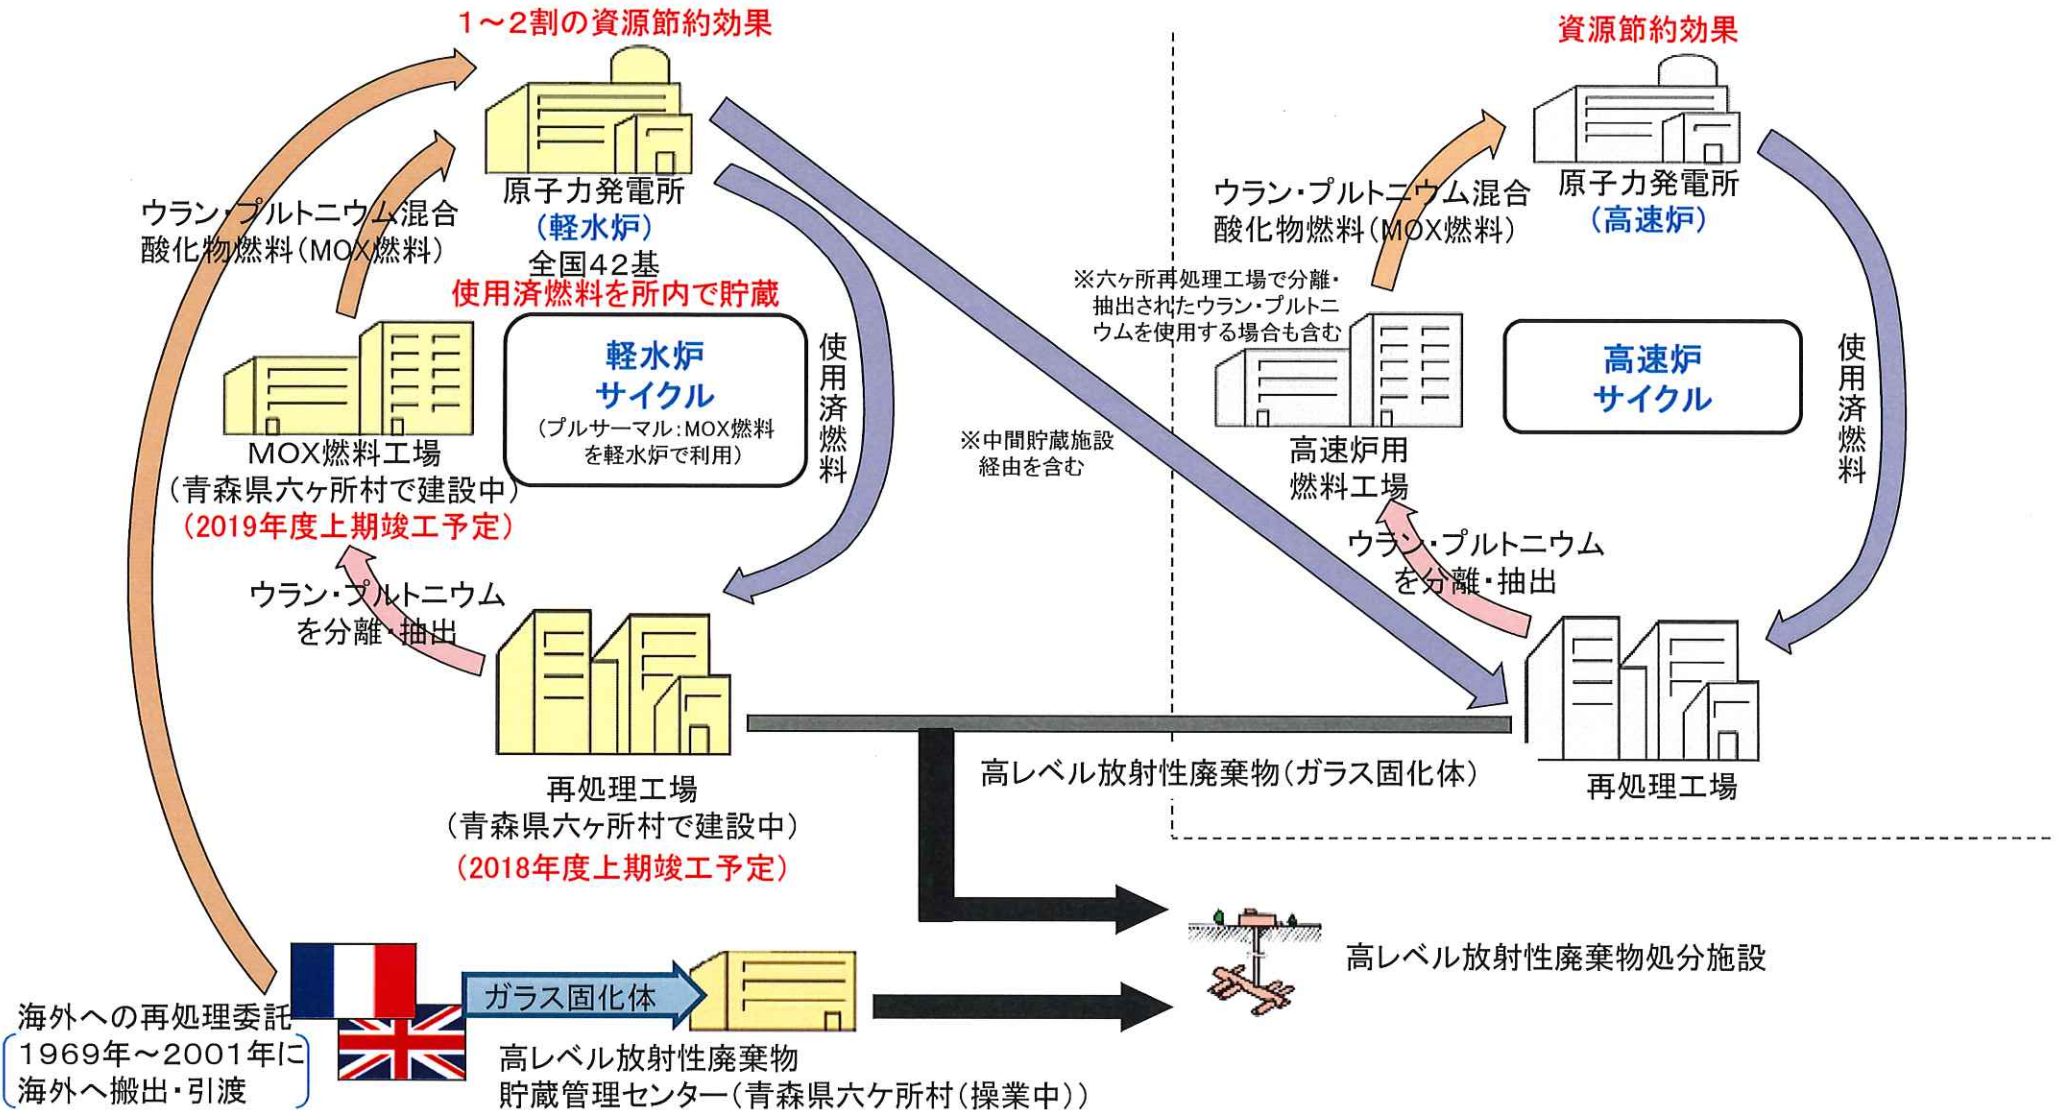 1～2割の資源節約効果
原子力発電所
(軽水炉)
全国42基
使用済燃料を所内で貯蔵
ウラン・プルトニウム混合
酸化物燃料(MOX燃料)
軽水炉
サイクル
(プルサーマル:MOX燃料
を軽水炉で利用)
使用済燃料
MOX燃料工場
(青森県六ヶ所村で建設中)
(2019年度上期竣工予定)
ウラン・プルトニウム
を分離・抽出
再処理工場
(青森県六ヶ所村で建設中)
(2018年度上期竣工予定)
※中間貯蔵施設
経由を含む
資源節約効果
原子力発電所
(高速炉)
ウラン・プルトニウム混合
酸化物燃料(MOX燃料)
※六ヶ所再処理工場で分離・
抽出されたウラン・プルトニ
ウムを使用する場合も含む
高速炉
サイクル
使用済燃料
高速炉用
燃料工場
ウラン・プルトニウム
を分離・抽出
再処理工場
高レベル放射性廃棄物(ガラス固化体)
高レベル放射性廃棄物処分施設
海外への再処理委託
1969年～2001年に
海外へ搬出・引渡
ガラス固化体
高レベル放射性廃棄物
貯蔵管理センター(青森県六ケ所村(操業中))